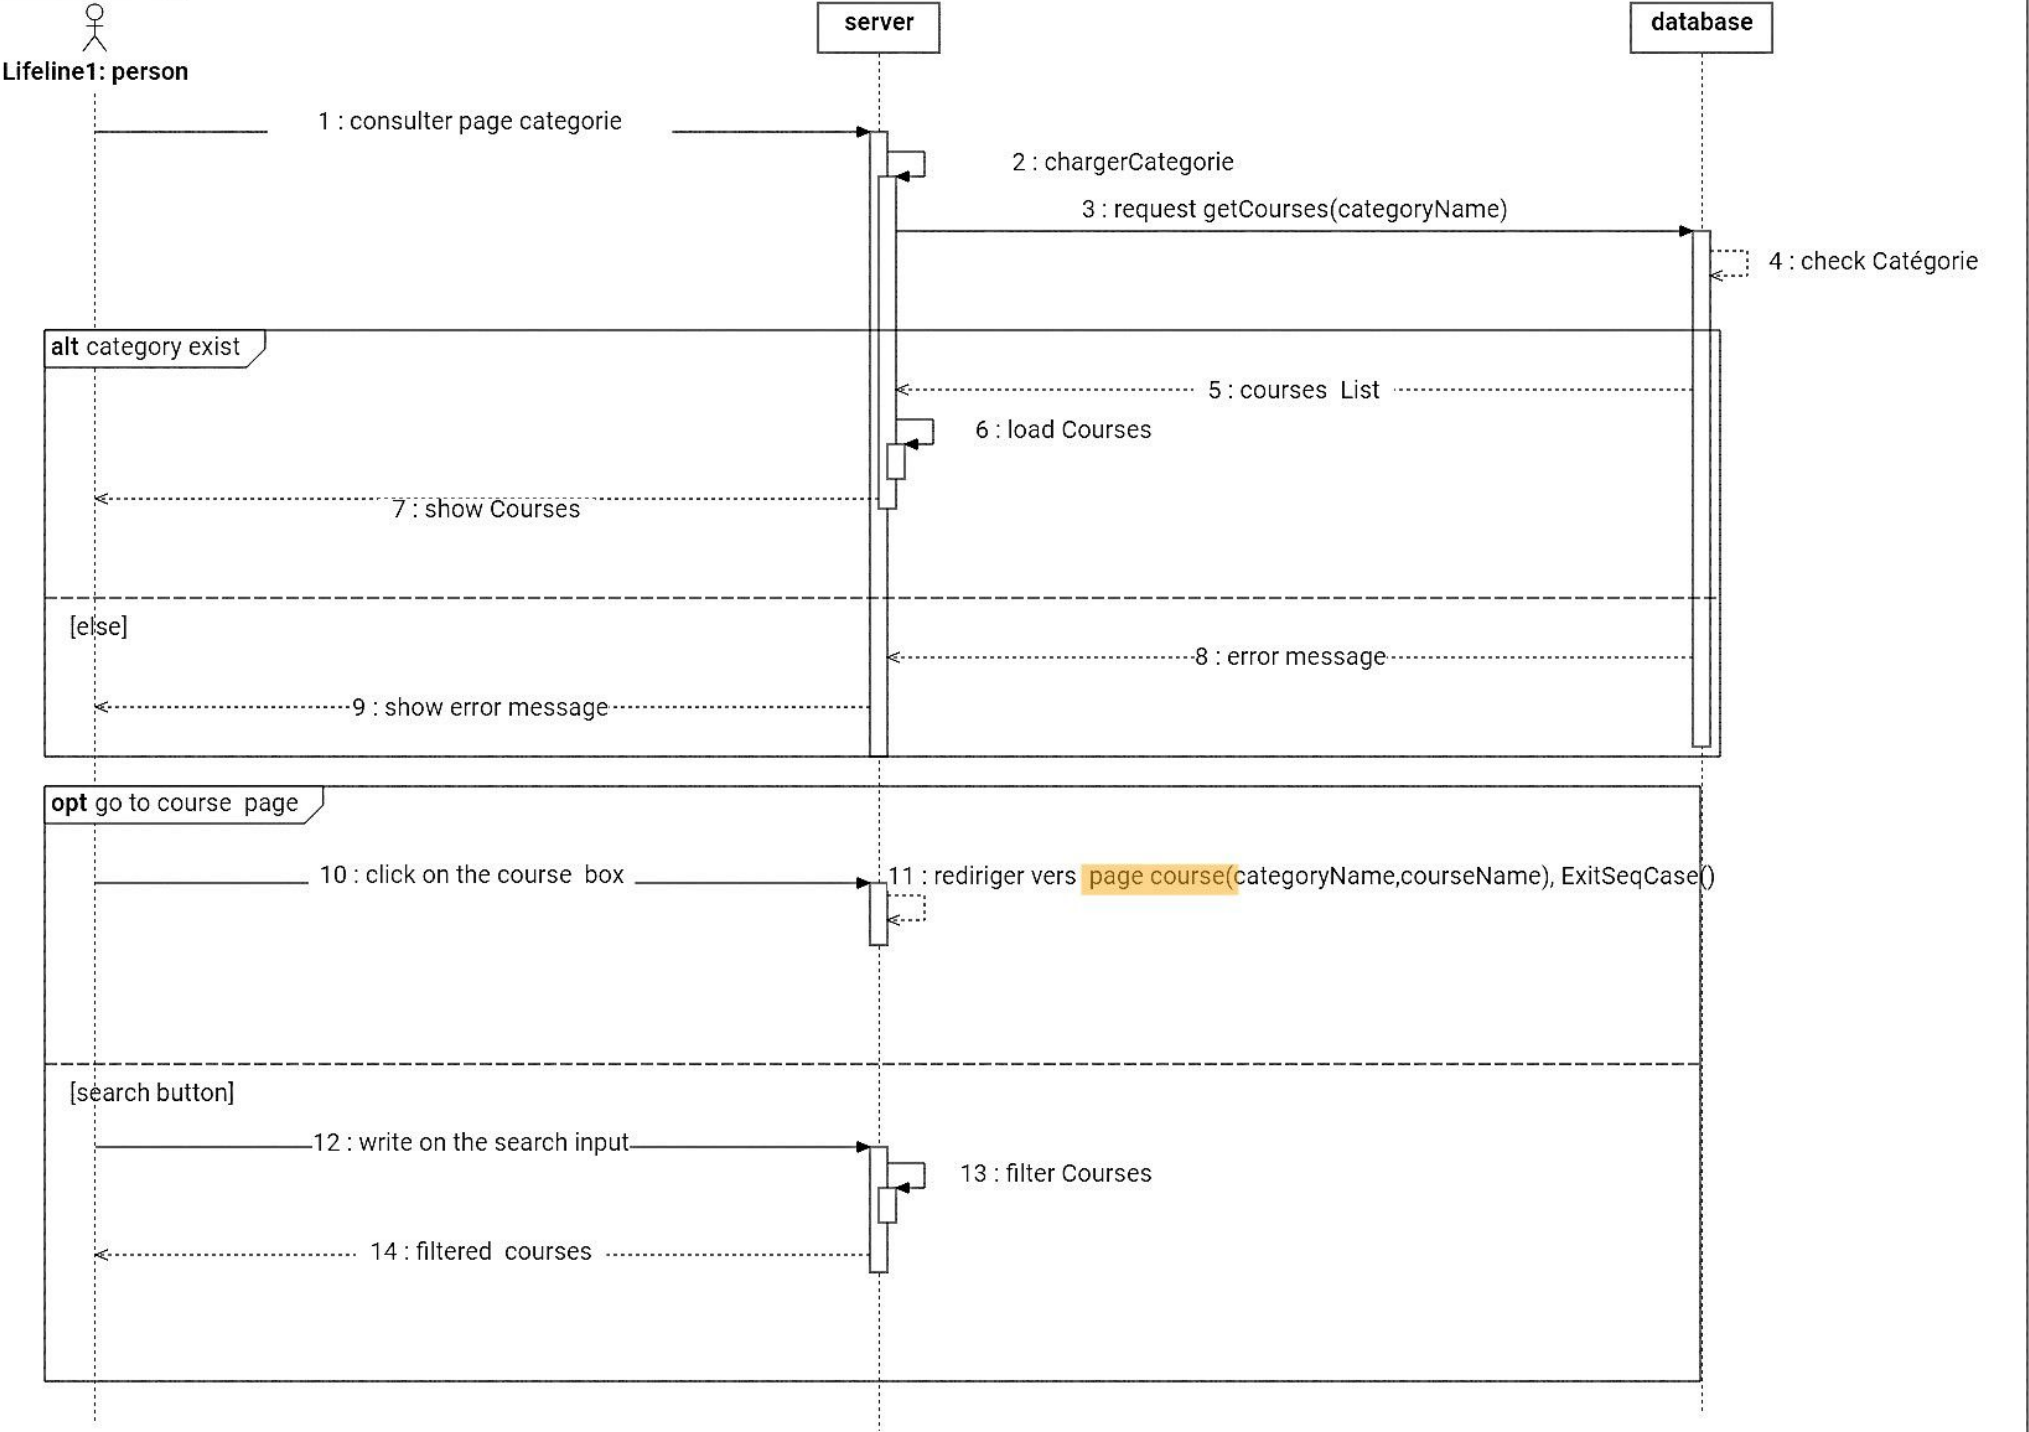 server
database
Lifeline1: person
1 : consulter page categorie
2 : chargerCategorie
3 : request getCourses(categoryName)
4 : check Catégorie
alt category exist
5 : courses List
6 : load Courses
7 : show Courses
[else]
8 : error message
9 : show error message
opt go to course page
10 : click on the course box
11 : rediriger vers page course(categoryName,courseName), ExitSeqCase()
[search button]
12 : write on the search input
13 : filter Courses
14 : filtered courses